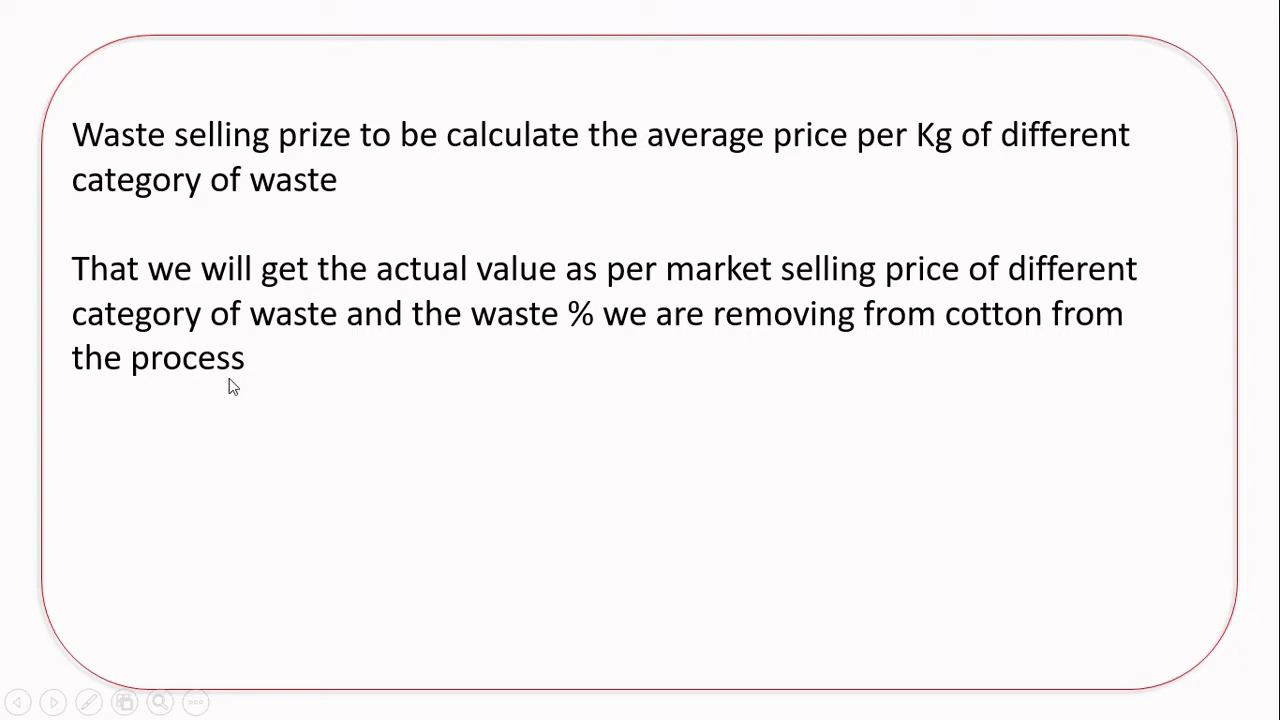 Waste selling prize to be calculate the average price per Kg of different
category of waste
That we will get the actual value as per market selling price of different
category of waste and the waste % we are removing from cotton from
the process